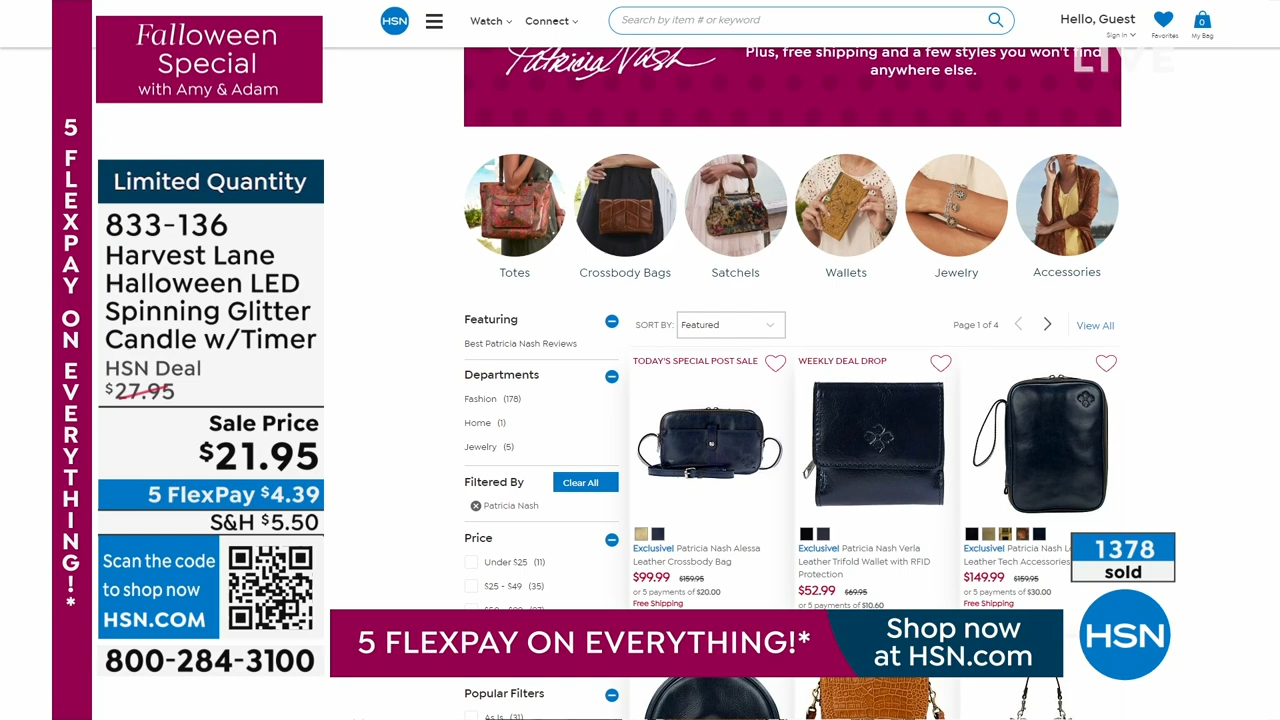 Falloween
Special
with Amy & Adam
5 FLEXPAY ON EVERYTHING!*
Limited Quantity
833-136
Harvest Lane
Halloween LED
Spinning Glitter
Candle w/Timer
HSN Deal
$27.95
Sale Price
$21.95
5 FlexPay $4.39
S&H $5.50
Scan the code
to shop now
HSN.COM
800-284-3100
HSN
Watch
Connect
Search by item # or keyword
Hello, Guest
Sign In
Favorites
0
My Bag
LIVE
Patricia Nash
Plus, free shipping and a few styles you won't find
anywhere else.
Totes
Crossbody Bags
Satchels
Wallets
Jewelry
Accessories
Featuring
Best Patricia Nash Reviews
Departments
Fashion (178)
Home (1)
Jewelry (5)
Filtered By
Clear All
Patricia Nash
Price
Under $25 (11)
$25 - $49 (35)
Popular Filters
As Is (31)
SORT BY:
Featured
Page 1 of 4
View All
TODAY'S SPECIAL POST SALE
Exclusive! Patricia Nash Alessa
Leather Crossbody Bag
$99.99 $159.95
or 5 payments of $20.00
Free Shipping
WEEKLY DEAL DROP
Exclusive! Patricia Nash Verla
Leather Trifold Wallet with RFID
Protection
$52.99 $69.95
or 5 payments of $10.60
Exclusive! Patricia Nash
Leather Tech Accessories
$149.99 $159.95
or 5 payments of $30.00
Free Shipping
1378
sold
5 FLEXPAY ON EVERYTHING!*
Shop now
at HSN.com
HSN